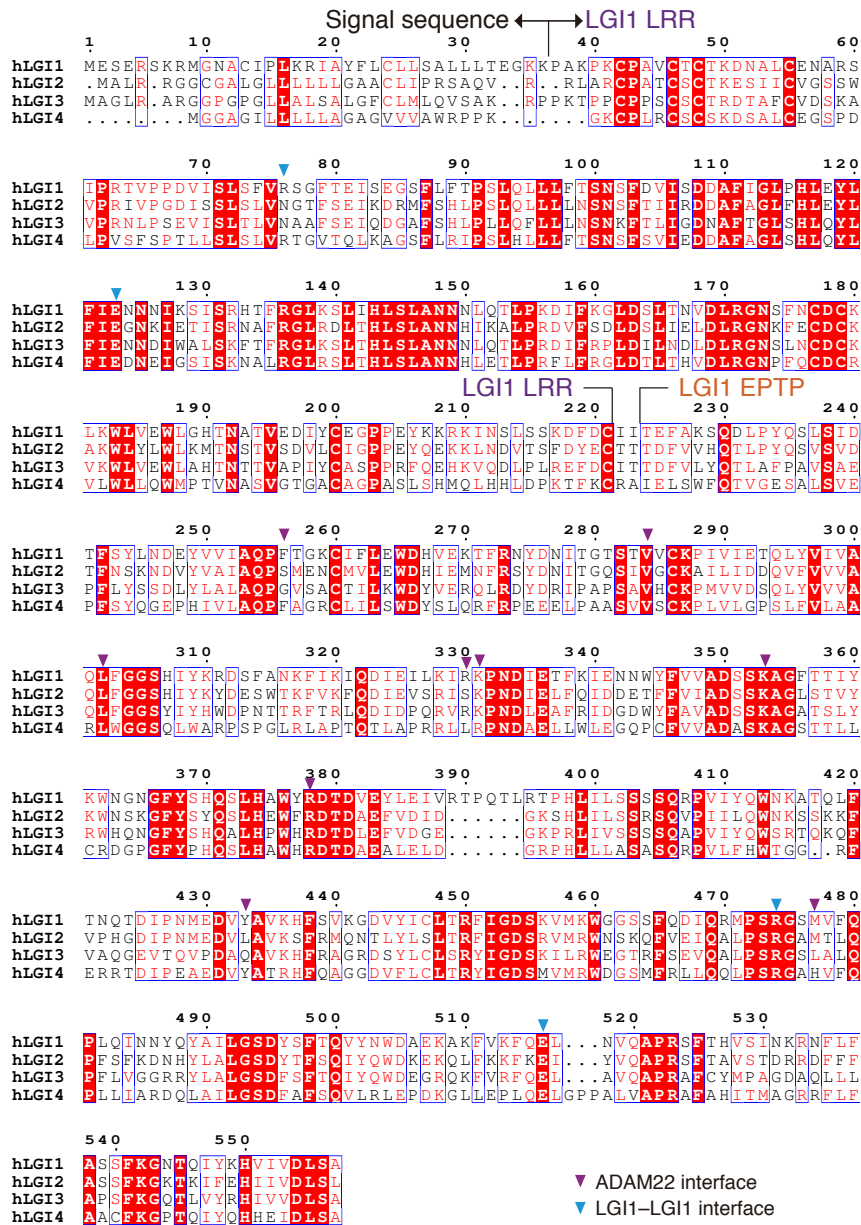 Signal sequence LGI1 LRR
1 10 20 30 40 50 60
hLGI1 MESERSKRMGNACIPLKRIAYFLCLLSALLLTEGKKPAKPKCPAVCTCTKDNALCENARS
hLGI2 .MALR.RGGCGALGLLLLLLGAACLIPRSAQV..R..RLARCPATCSCTKESIICVGSSW
hLGI3 MAGLR.ARGGPGPGLLALSALGFCLMLQVSAK..RPPKTPPCPPSCSCTRDTAFCVDSKA
hLGI4 .........MGGAGILLLLLAGAGVVVAWRPPK......GKCPLRCSCSKDSALCEGSPD
70 80 90 100 110 120
hLGI1 IPRTVPPDVISLSFVRSGFTEISEGSFLFTPSLQLLLFTSNSFDVISDDAFIGLPHLEYL
hLGI2 VPRIVPGDISSLSLVNGTFSEIKDRMFSHLPSLQLLLLNSNSFTIIRDDAFAGLFHLEYL
hLGI3 VPRNLPSEVISLTLVNAAFSEIQDGAFSHLPLLQFLLLNSNKFTLIGDNAFTGLSHLQYL
hLGI4 LPVSFSPTLLSLSLVRTGVTQLKAGSFLRIPSLHLLLFTSNSFSVIEDDAFAGLSHLQYL
130 140 150 160 170 180
hLGI1 FIENNNIKSISRHTFRGLKSLIHLSLANNNLQTLPKDIFKGLDSLTNVDLRGNSFNCDCK
hLGI2 FIEGNKIETISRNAFRGLRDLTHLSLANNHIKALPRDVFSDLDSLIELDLRGNKFECDCK
hLGI3 FIENNDIWALSKFTFRGLKSLTHLSLANNNLQTLPRDIFRPLDILNDLDLRGNSLNCDCK
hLGI4 FIEDNEIGSISKNALRGLRSLTHLSLANNHLETLPRFLFRGLDTLTHVDLRGNPFQCDCR
LGI1 LRR LGI1 EPTP
190 200 210 220 230 240
hLGI1 LKWLVEWLGHTNATVEDIYCEGPPEYKKRKINSLSSKDFDCIITEFAKSQDLPYQSLSID
hLGI2 AKWLYLWLKMTNSTVSDVLCIGPPEYQEKKLNDVTSFDYECTTTDFVVHQTLPYQSVSVD
hLGI3 VKWLVEWLAHTNTTVAPIYCASPPRFQEHKVQDLPLREFDCITTDFVLYQTLAFPAVSAE
hLGI4 VLWLLQWMPTVNASVGTGACAGPASLSHMQLHHLDPKTFKCRAIELSWFQTVGESALSVE
250 260 270 280 290 300
hLGI1 TFSYLNDEYVVIAQPFTGKCIFLEWDHVEKTFRNYDNITGTSTVVCKPIVIETQLYVIVA
hLGI2 TFNSKNDVYVAIAQPSMENCMVLEWDHIEMNFRSYDNITGQSIVGCKAILIDDQVFVVVA
hLGI3 PFLYSSDLYLALAQPGVSACTILKWDYVERQLRDYDRIPAPSAVHCKPMVVDSQLYVVVA
hLGI4 PFSYQGEPHIVLAQPFAGRCLILSWDYSLQRFRPEEELPAASVVSCKPLVLGPSLFVLAA
310 320 330 340 350 360
hLGI1 QLFGGSHIYKRDSFANKFIKIQDIEILKIRKPNDIETFKIENNWYFVVADSSKAGFTTIY
hLGI2 QLFGGSHIYKYDESWTKFVKFQDIEVSRISKPNDIELFQIDDETFFVIADSSKAGLSTVY
hLGI3 QLFGGSYIYHWDPNTTRFTRLQDIDPQRVRKPNDLEAFRIDGDWYFAVADSSKAGATSLY
hLGI4 RLWGGSQLWARPSPGLRLAPTQTLAPRRLLRPNDAELLWLEGQPCFVVADASKAGSTTLL
370 380 390 400 410 420
hLGI1 KWNGNGFYSHQSLHAWYRDTDVEYLEIVRTPQTLRTPHLILSSSSQRPVIYQWNKATQLF
hLGI2 KWNSKGFYSYQSLHEWFRDTDAEFVDID......GKSHLILSSRSQVPIILQWNKSSKKF
hLGI3 RWHQNGFYSHQALHPWHRDTDLEFVDGE......GKPRLIVSSSSQAPVIYQWSRTQKQF
hLGI4 CRDGPGFYPHQSLHAWHRDTDAEALELD......GRPHLLLASASQRPVLFHWTGG..RF
430 440 450 460 470 480
hLGI1 TNQTDIPNMEDVYAVKHFSVKGDVYICLTRFIGDSKVMKWGGSSFQDIQRMPSRGSMVFQ
hLGI2 VPHGDIPNMEDVLAVKSFRMQNTLYLSLTRFIGDSRVMRWNSKQFVEIQALPSRGAMTLQ
hLGI3 VAQGEVTQVPDAQAVKHFRAGRDSYLCLSRYIGDSKILRWEGTRFSEVQALPSRGSLALQ
hLGI4 ERRTDIPEAEDVYATRHFQAGGDVFLCLTRYIGDSMVMRWDGSMFRLLQQLPSRGAHVFQ
490 500 510 520 530
hLGI1 PLQINNYQYAILGSDYSFTQVYNWDAEKAKFVKFQEL...NVQAPRSFTHVSINKRNFLF
hLGI2 PFSFKDNHYLALGSDYTFSQIYQWDKEKQLFKKFKEI...YVQAPRSFTAVSTDRRDFFF
hLGI3 PFLVGGRRYLALGSDFSFTQIYQWDEGRQKFVRFQEL...AVQAPRAFCYMPAGDAQLLL
hLGI4 PLLIARDQLAILGSDFAFSQVLRLEPDKGLLEPLQELGPPALVAPRAFAHITMAGRRFLF
540 550
hLGI1 ASSFKGNTQIYKHVIVDLSA
hLGI2 ASSFKGKTKIFEHIIVDLSL
hLGI3 APSFKGQTLVYRHIVVDLSA
hLGI4 AACFKGPTQIYQHHEIDLSA
ADAM22 interface
LGI1–LGI1 interface